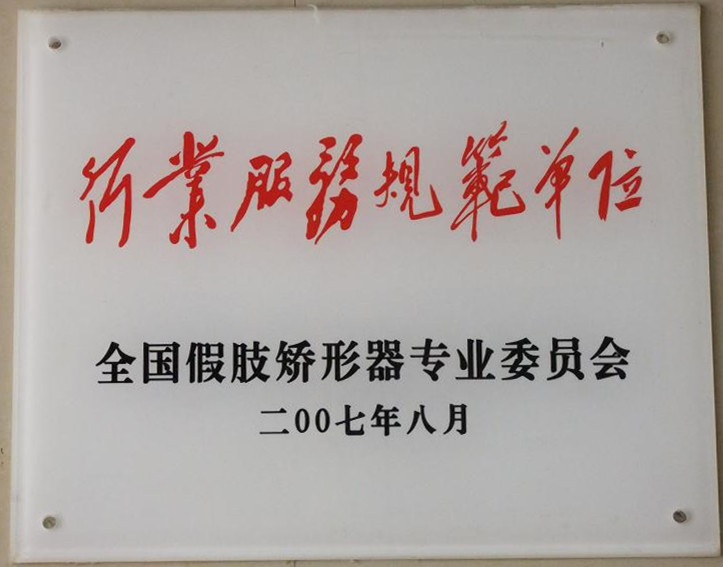 行業服務規範单位
全国假肢矫形器专业委员会
二00七年八月